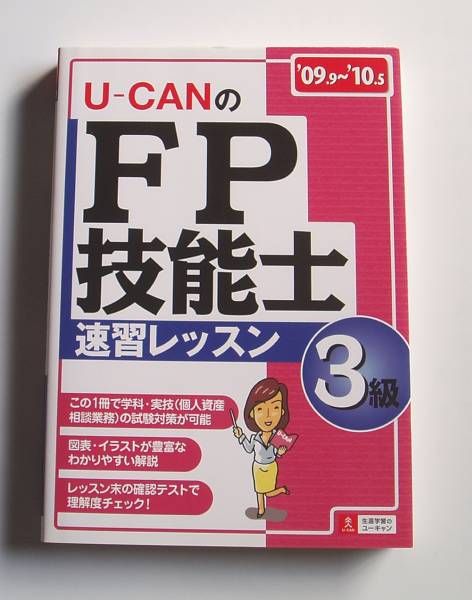 '09.9~'10.5
U-CANの
FP
技能士
速習レッスン
3級
この1冊で学科・実技(個人資産
相談業務)の試験対策が可能
図表・イラストが豊富な
わかりやすい解説
レッスン末の確認テストで
理解度チェック!
U-CAN
生涯学習の
ユーキャン